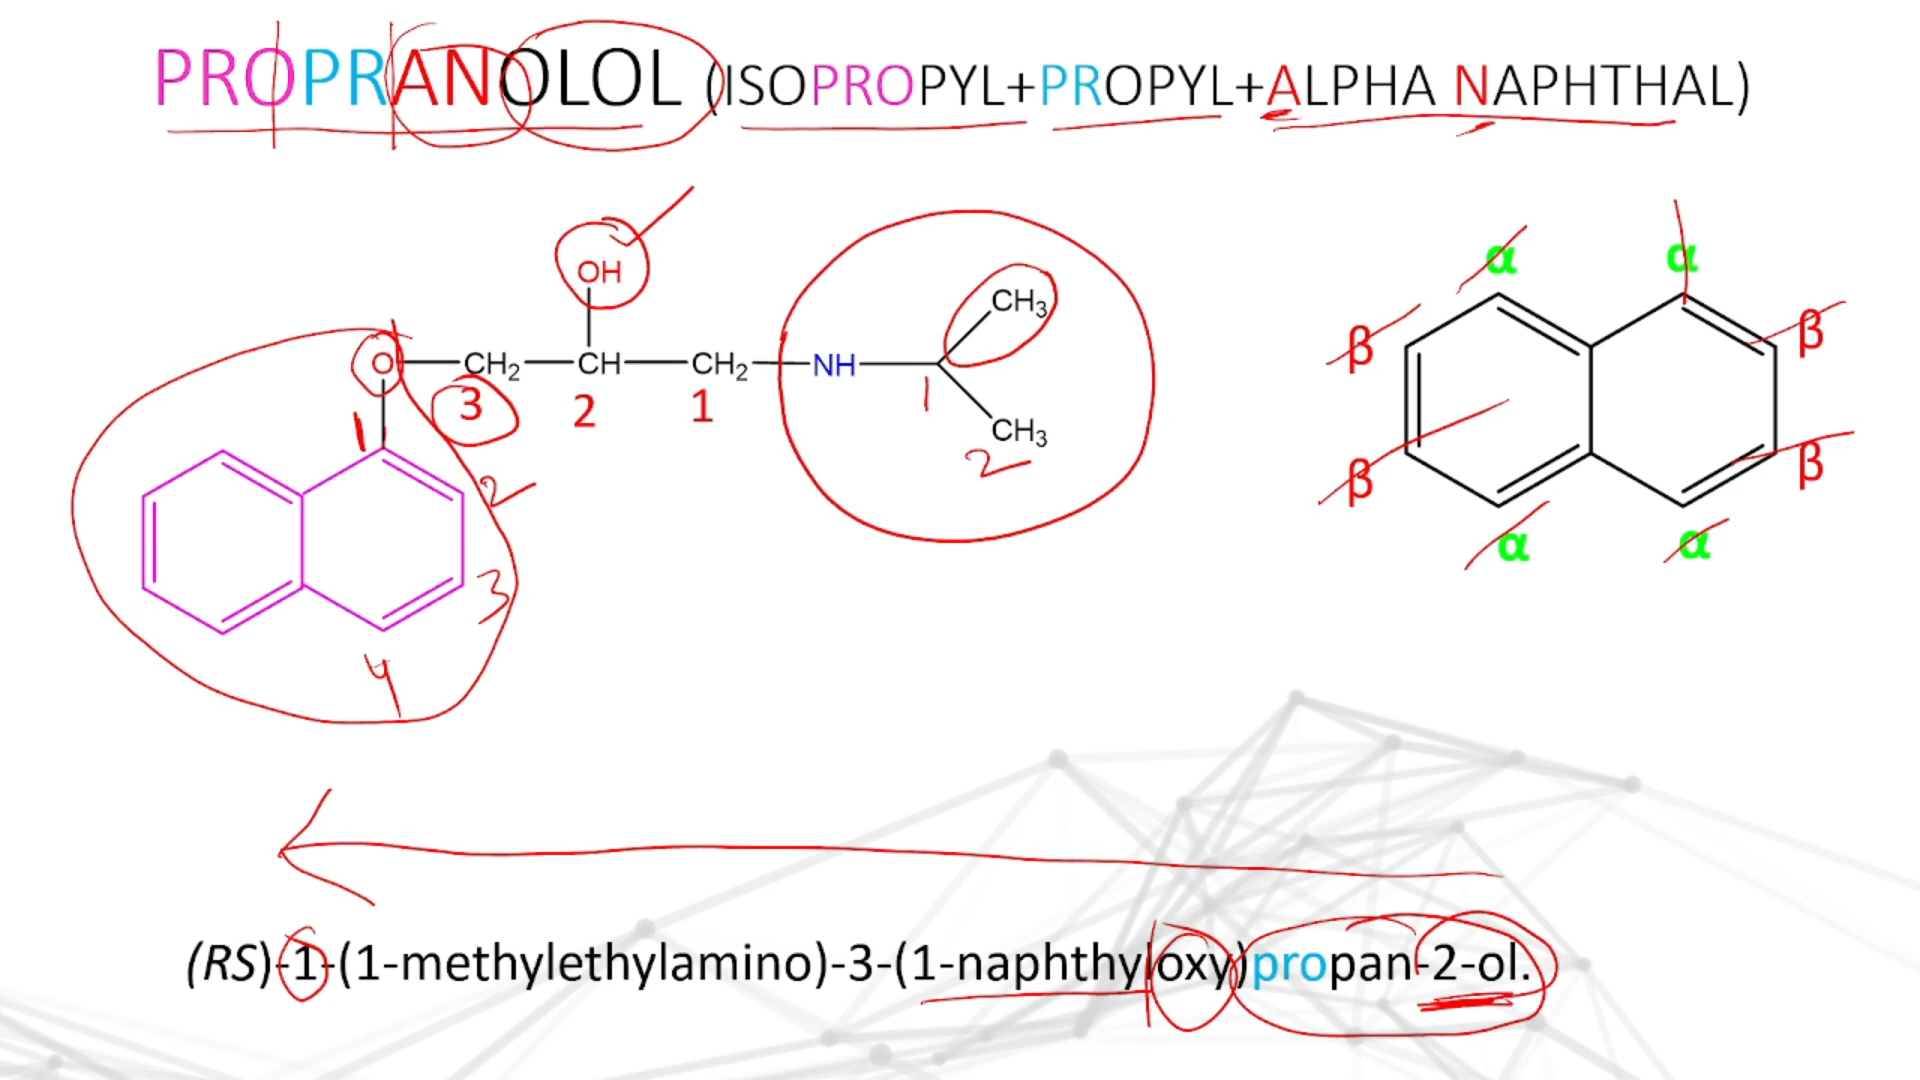 PROPRANOLOL (ISOPROPYL+PROPYL+ALPHA NAPHTHAL)
OH
O CH₂ CH CH₂ NH CH₃
CH₃
3 2 1
1
1
2
2
3
4
α α
β β
β β
α α
(RS)-1-(1-methylethylamino)-3-(1-naphthyloxy)propan-2-ol.